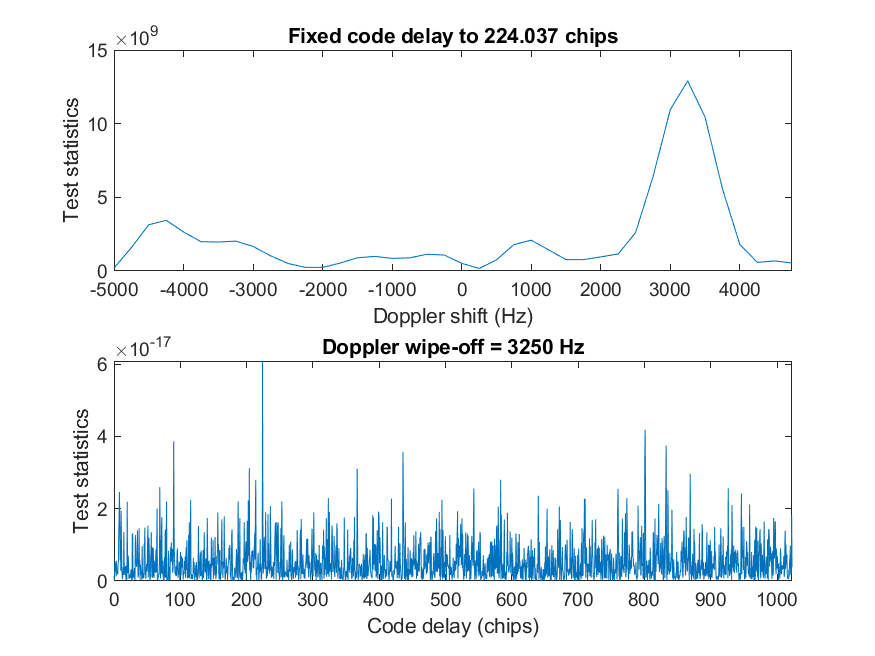 ×10^9
Fixed code delay to 224.037 chips
15
10
5
0
Test statistics
-5000 -4000 -3000 -2000 -1000 0 1000 2000 3000 4000
Doppler shift (Hz)
×10^-17
Doppler wipe-off = 3250 Hz
6
4
2
0
Test statistics
0 100 200 300 400 500 600 700 800 900 1000
Code delay (chips)